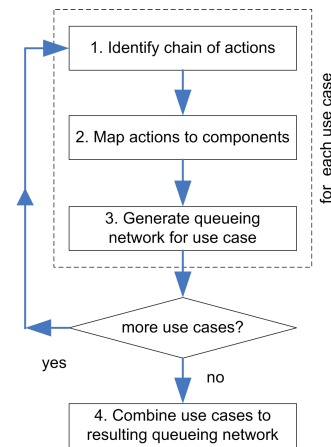 1. Identify chain of actions
2. Map actions to components
3. Generate queueing
network for use case
for each use case
more use cases?
yes
no
4. Combine use cases to
resulting queueing network